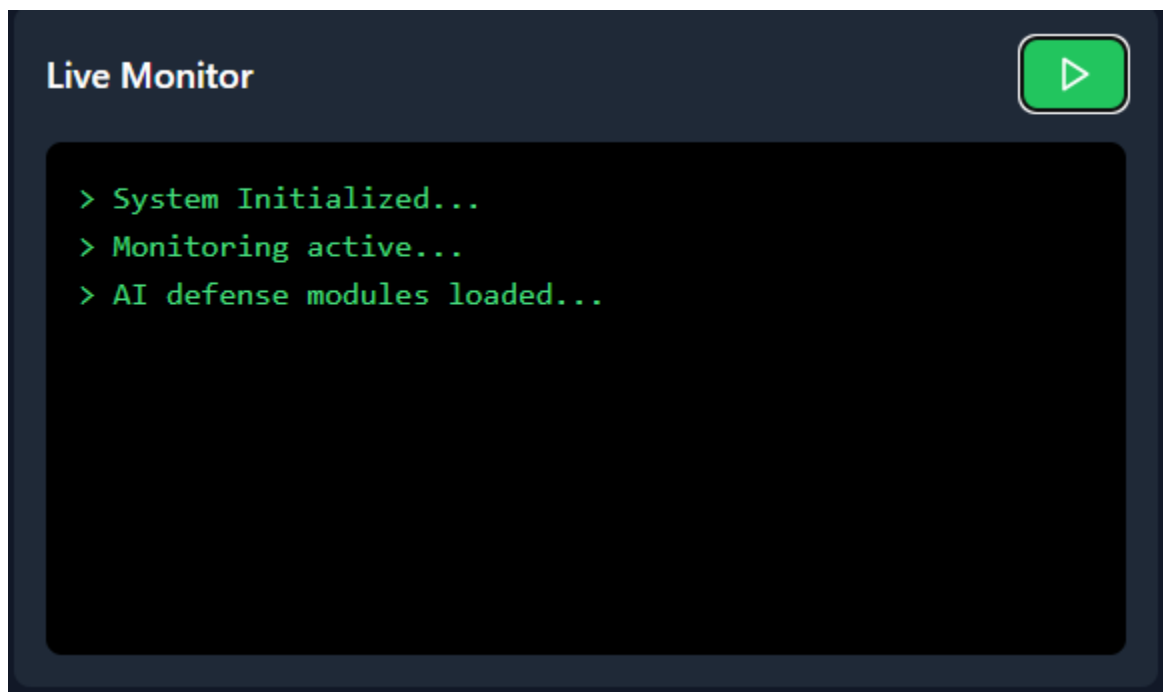 Live Monitor
> System Initialized...
> Monitoring active...
> AI defense modules loaded...